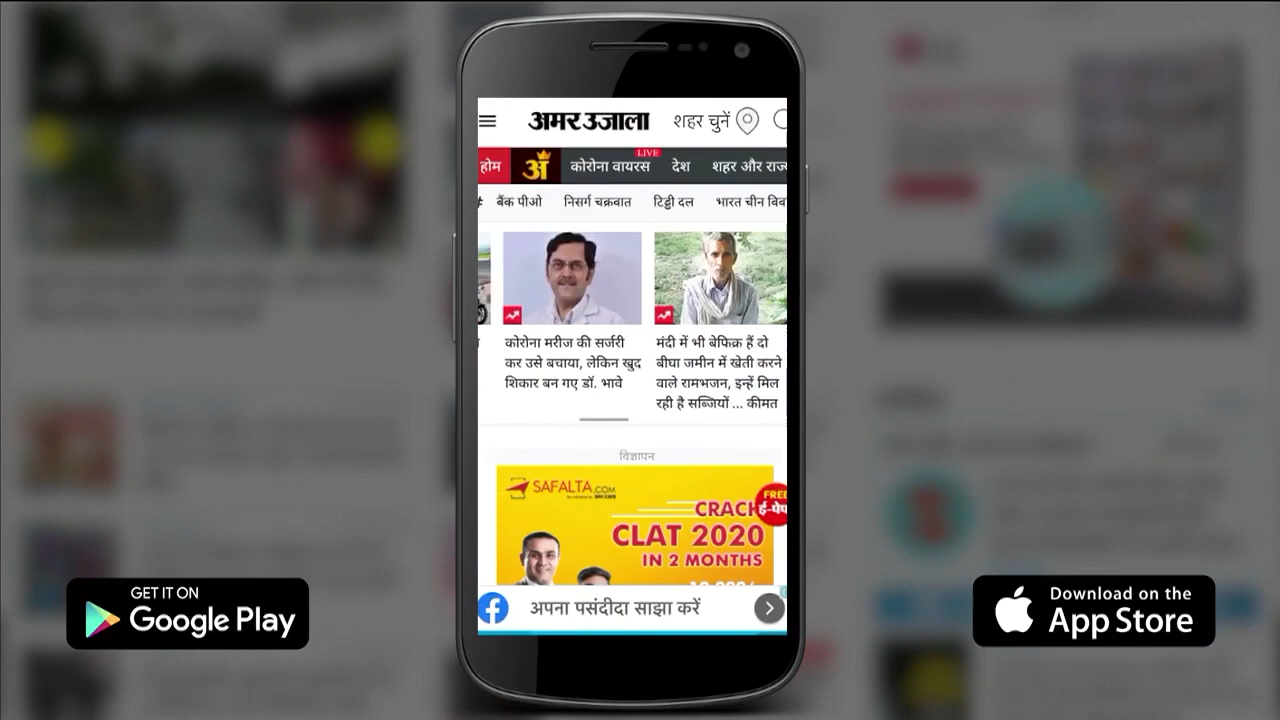 अमर उजाला
शहर चुनें
LIVE
होम
अ
कोरोना वायरस
देश
शहर और राज्
# बैंक पीओ
निसर्ग चक्रवात
टिड्डी दल
भारत चीन विवा
कोरोना मरीज की सर्जरी
कर उसे बचाया, लेकिन खुद
शिकार बन गए डॉ. भावे
मंदी में भी बेफिक्र हैं दो
बीघा जमीन में खेती करने
वाले रामभजन, इन्हें मिल
रही है सब्जियों ... कीमत
विज्ञापन
SAFALTA.COM
CRACK
CLAT 2020
IN 2 MONTHS
FREE
ई-पेप
अपना पसंदीदा साझा करें
GET IT ON
Google Play
Download on the
App Store